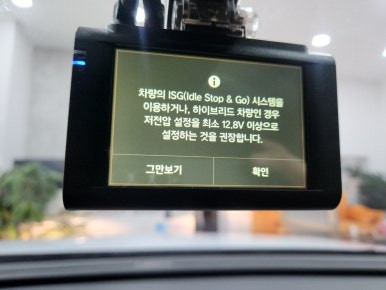 차량의 ISG(Idle Stop & Go) 시스템을
이용하거나, 하이브리드 차량인 경우
저전압 설정을 최소 12.8V 이상으로
설정하는 것을 권장합니다.
그만보기 확인